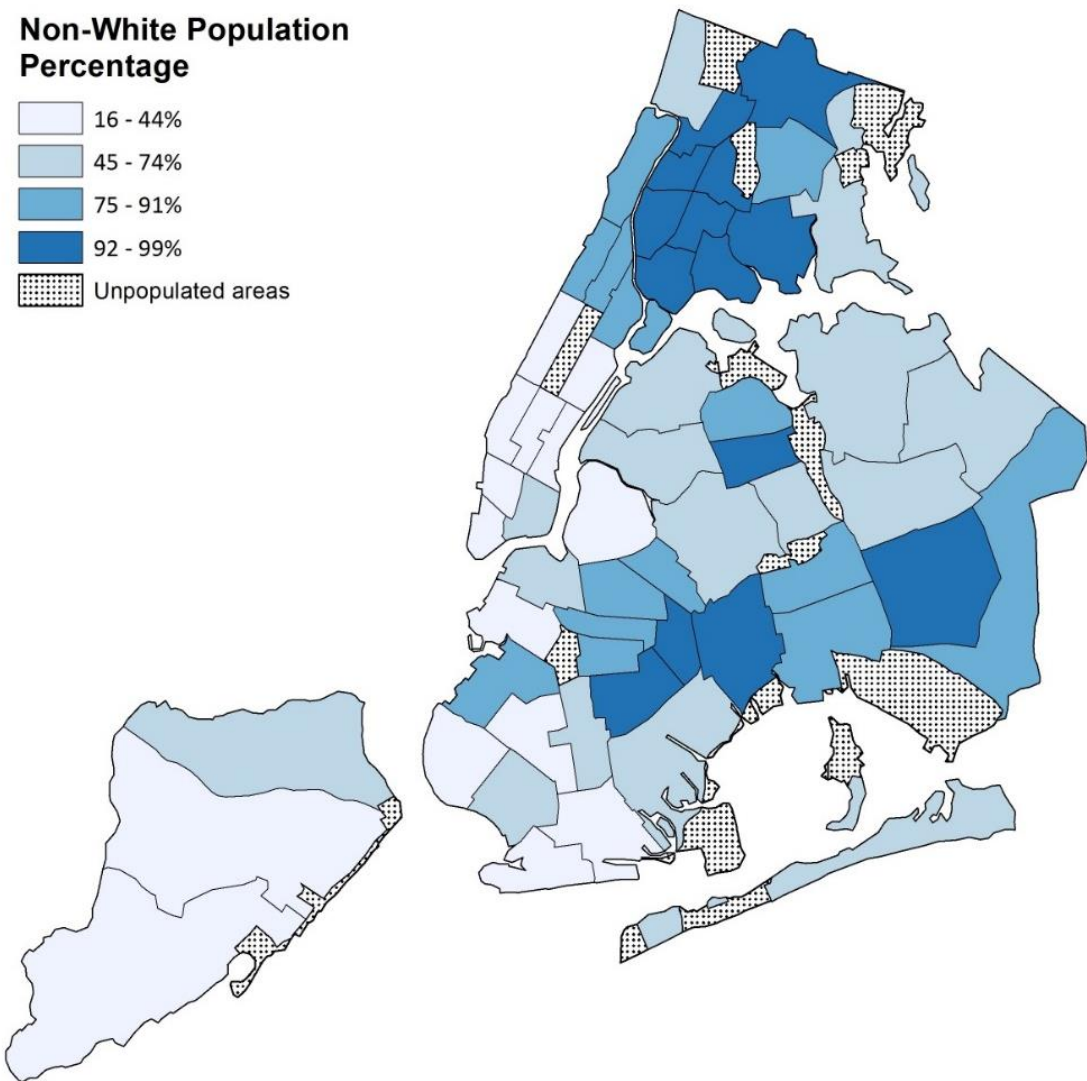 Non-White Population
Percentage
16 - 44%
45 - 74%
75 - 91%
92 - 99%
Unpopulated areas